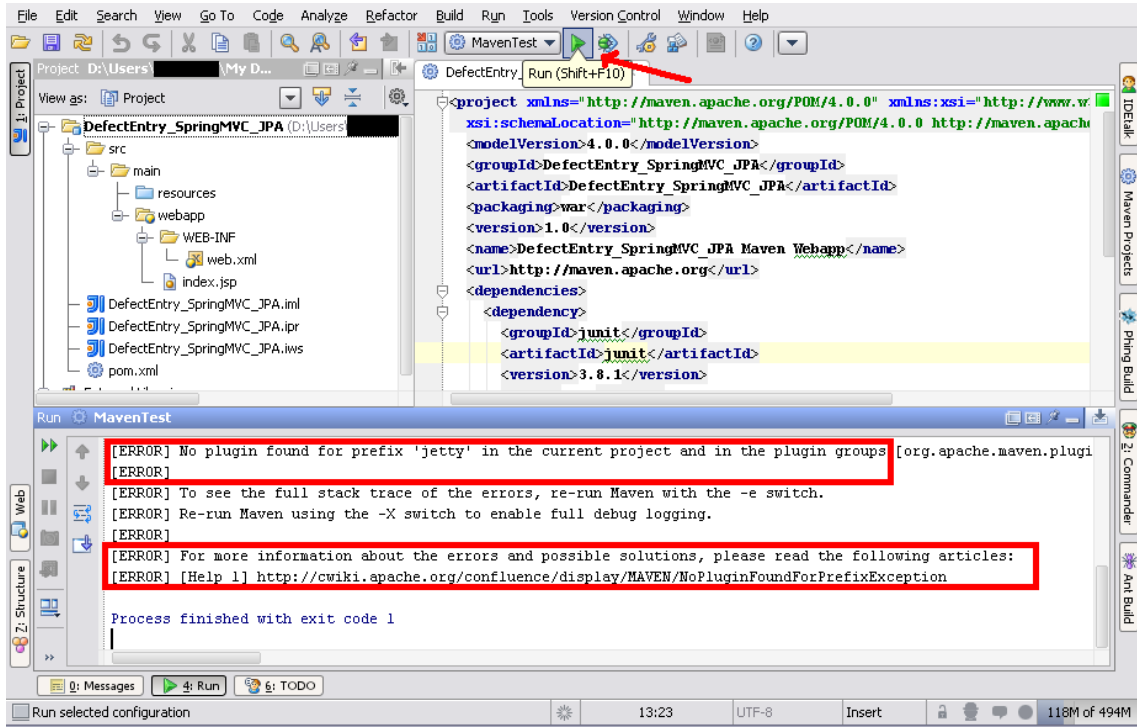 File Edit Search View Go To Code Analyze Refactor Build Run Tools Version Control Window Help
MavenTest
Run (Shift+F10)
Project D:\Users\ \My D...
DefectEntry_
View as: Project
DefectEntry_SpringMVC_JPA (D:\Users\
src
main
resources
webapp
WEB-INF
web.xml
index.jsp
DefectEntry_SpringMVC_JPA.iml
DefectEntry_SpringMVC_JPA.ipr
DefectEntry_SpringMVC_JPA.iws
pom.xml
<project xmlns="http://maven.apache.org/POM/4.0.0" xmlns:xsi="http://www.w
xsi:schemaLocation="http://maven.apache.org/POM/4.0.0 http://maven.apach
<modelVersion>4.0.0</modelVersion>
<groupId>DefectEntry_SpringMVC_JPA</groupId>
<artifactId>DefectEntry_SpringMVC_JPA</artifactId>
<packaging>war</packaging>
<version>1.0</version>
<name>DefectEntry_SpringMVC_JPA Maven Webapp</name>
<url>http://maven.apache.org</url>
<dependencies>
<dependency>
<groupId>junit</groupId>
<artifactId>junit</artifactId>
<version>3.8.1</version>
1: Project
Web
7: Structure
IDEtalk
Maven Projects
Phing Build
2: Commander
Ant Build
Run MavenTest
[ERROR] No plugin found for prefix 'jetty' in the current project and in the plugin groups [org.apache.maven.plugi
[ERROR]
[ERROR] To see the full stack trace of the errors, re-run Maven with the -e switch.
[ERROR] Re-run Maven using the -X switch to enable full debug logging.
[ERROR]
[ERROR] For more information about the errors and possible solutions, please read the following articles:
[ERROR] [Help 1] http://cwiki.apache.org/confluence/display/MAVEN/NoPluginFoundForPrefixException
Process finished with exit code 1
0: Messages 4: Run 6: TODO
Run selected configuration 13:23 UTF-8 Insert 118M of 494M